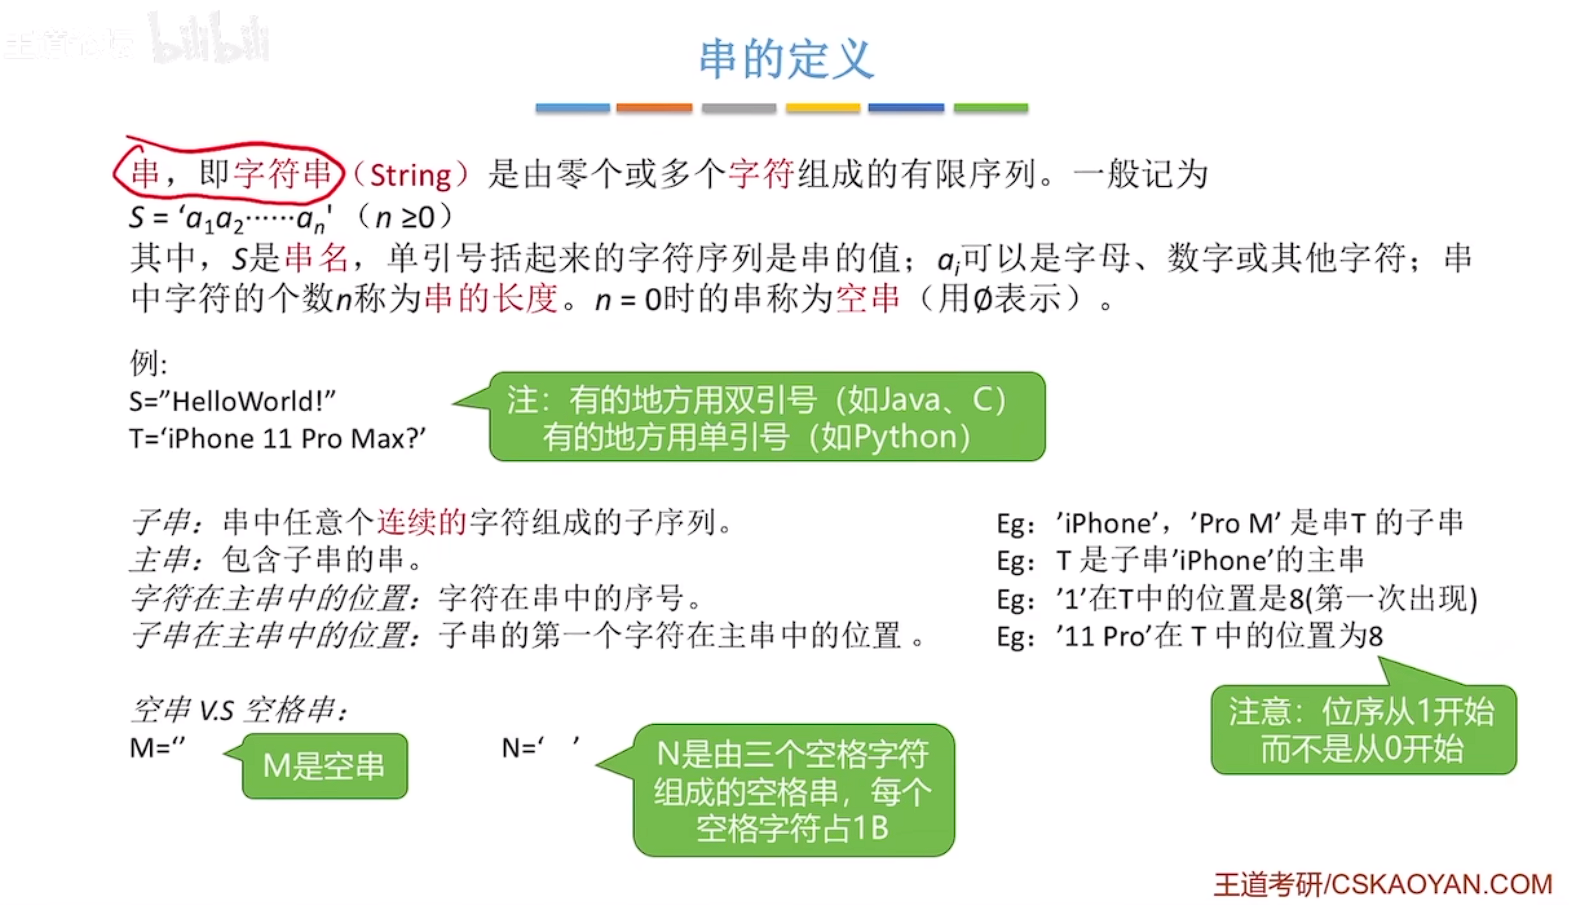 bilibili
串的定义
串，即字符串（String）是由零个或多个字符组成的有限序列。一般记为
S = ‘a₁a₂······aₙ' （n ≥0）
其中，S是串名，单引号括起来的字符序列是串的值；aᵢ可以是字母、数字或其他字符；串
中字符的个数n称为串的长度。n = 0时的串称为空串（用∅表示）。
例:
S=”HelloWorld!”
T=‘iPhone 11 Pro Max?’
注：有的地方用双引号（如Java、C）
有的地方用单引号（如Python）
子串：串中任意个连续的字符组成的子序列。
Eg：’iPhone’，’Pro M’ 是串T 的子串
主串：包含子串的串。
Eg：T 是子串’iPhone’的主串
字符在主串中的位置：字符在串中的序号。
Eg：’1’在T中的位置是8(第一次出现)
子串在主串中的位置：子串的第一个字符在主串中的位置 。
Eg：’11 Pro’在 T 中的位置为8
注意：位序从1开始
而不是从0开始
空串 V.S 空格串：
M=‘’
M是空串
N=‘   ’
N是由三个空格字符
组成的空格串，每个
空格字符占1B
王道考研/CSKAOYAN.COM